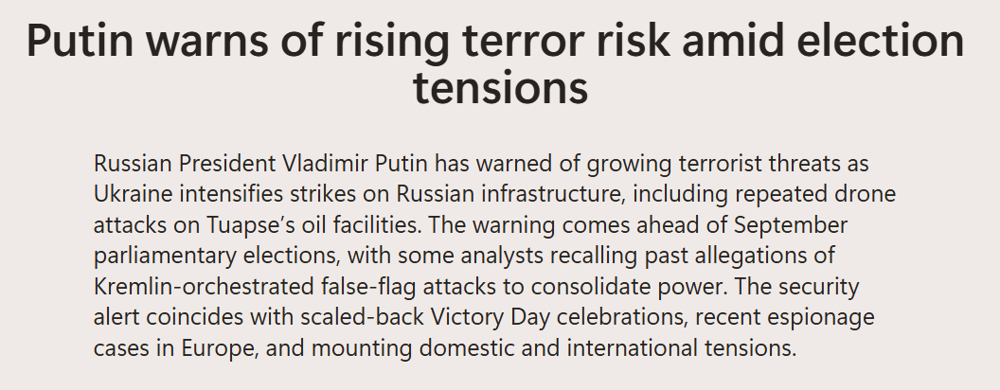 Putin warns of rising terror risk amid election
tensions
Russian President Vladimir Putin has warned of growing terrorist threats as
Ukraine intensifies strikes on Russian infrastructure, including repeated drone
attacks on Tuapse’s oil facilities. The warning comes ahead of September
parliamentary elections, with some analysts recalling past allegations of
Kremlin-orchestrated false-flag attacks to consolidate power. The security
alert coincides with scaled-back Victory Day celebrations, recent espionage
cases in Europe, and mounting domestic and international tensions.